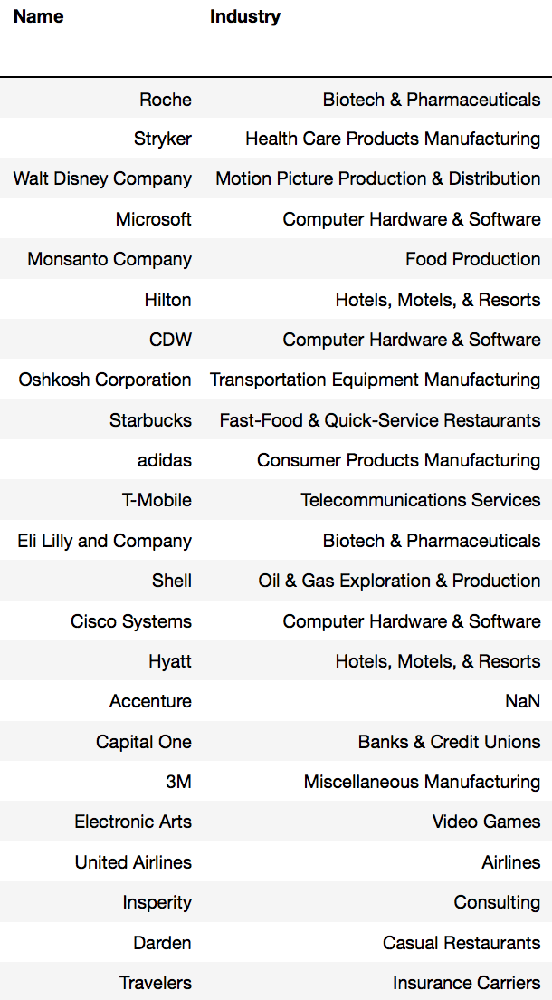 Name Industry
Roche Biotech & Pharmaceuticals
Stryker Health Care Products Manufacturing
Walt Disney Company Motion Picture Production & Distribution
Microsoft Computer Hardware & Software
Monsanto Company Food Production
Hilton Hotels, Motels, & Resorts
CDW Computer Hardware & Software
Oshkosh Corporation Transportation Equipment Manufacturing
Starbucks Fast-Food & Quick-Service Restaurants
adidas Consumer Products Manufacturing
T-Mobile Telecommunications Services
Eli Lilly and Company Biotech & Pharmaceuticals
Shell Oil & Gas Exploration & Production
Cisco Systems Computer Hardware & Software
Hyatt Hotels, Motels, & Resorts
Accenture NaN
Capital One Banks & Credit Unions
3M Miscellaneous Manufacturing
Electronic Arts Video Games
United Airlines Airlines
Insperity Consulting
Darden Casual Restaurants
Travelers Insurance Carriers